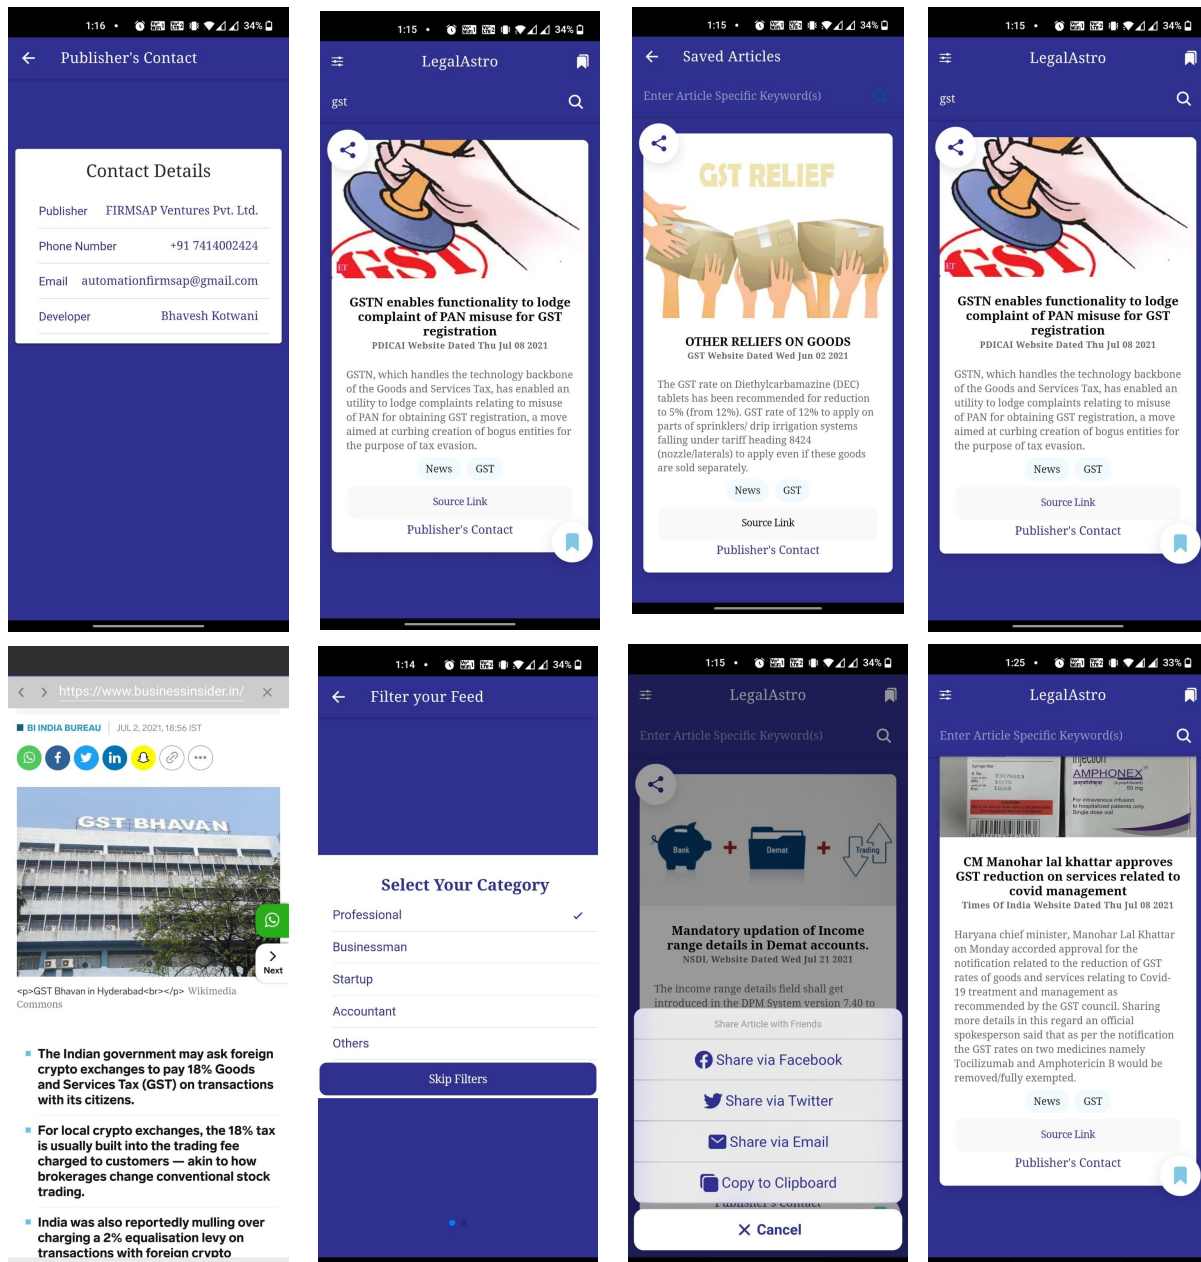 1:16 • 34%
Publisher's Contact
Contact Details
Publisher FIRMSAP Ventures Pvt. Ltd.
Phone Number +91 7414002424
Email automationfirmsap@gmail.com
Developer Bhavesh Kotwani
1:15 • 34%
LegalAstro
gst
ET
GST
GSTN enables functionality to lodge
complaint of PAN misuse for GST
registration
PDICAI Website Dated Thu Jul 08 2021
GSTN, which handles the technology backbone
of the Goods and Services Tax, has enabled an
utility to lodge complaints relating to misuse
of PAN for obtaining GST registration, a move
aimed at curbing creation of bogus entities for
the purpose of tax evasion.
News GST
Source Link
Publisher's Contact
1:15 • 34%
Saved Articles
Enter Article Specific Keyword(s)
GST RELIEF
OTHER RELIEFS ON GOODS
GST Website Dated Wed Jun 02 2021
The GST rate on Diethylcarbamazine (DEC)
tablets has been recommended for reduction
to 5% (from 12%). GST rate of 12% to apply on
parts of sprinklers/ drip irrigation systems
falling under tariff heading 8424
(nozzle/laterals) to apply even if these goods
are sold separately.
News GST
Source Link
Publisher's Contact
1:15 • 34%
LegalAstro
gst
ET
GST
GSTN enables functionality to lodge
complaint of PAN misuse for GST
registration
PDICAI Website Dated Thu Jul 08 2021
GSTN, which handles the technology backbone
of the Goods and Services Tax, has enabled an
utility to lodge complaints relating to misuse
of PAN for obtaining GST registration, a move
aimed at curbing creation of bogus entities for
the purpose of tax evasion.
News GST
Source Link
Publisher's Contact
https://www.businessinsider.in/
BI INDIA BUREAU JUL 2, 2021, 18:56 IST
GST BHAVAN
Next
<p>GST Bhavan in Hyderabad<br></p> Wikimedia
Commons
The Indian government may ask foreign
crypto exchanges to pay 18% Goods
and Services Tax (GST) on transactions
with its citizens.
For local crypto exchanges, the 18% tax
is usually built into the trading fee
charged to customers — akin to how
brokerages change conventional stock
trading.
India was also reportedly mulling over
charging a 2% equalisation levy on
transactions with foreign crypto
1:14 • 34%
Filter your Feed
Select Your Category
Professional
Businessman
Startup
Accountant
Others
Skip Filters
1:15 • 34%
LegalAstro
Enter Article Specific Keyword(s)
Bank + Demat + Trading
Mandatory updation of Income
range details in Demat accounts.
NSDL Website Dated Wed Jul 21 2021
The income range details field shall get
introduced in the DPM System version 7.40 to
Share Article with Friends
Share via Facebook
Share via Twitter
Share via Email
Copy to Clipboard
Publisher's Contact
Cancel
1:25 • 33%
LegalAstro
Enter Article Specific Keyword(s)
Injection
AMPHONEX
50 mg
For intravenous infusion
to hospitalized patients only.
Single dose vial
CM Manohar lal khattar approves
GST reduction on services related to
covid management
Times Of India Website Dated Thu Jul 08 2021
Haryana chief minister, Manohar Lal Khattar
on Monday accorded approval for the
notification related to the reduction of GST
rates of goods and services relating to Covid-
19 treatment and management as
recommended by the GST council. Sharing
more details in this regard an official
spokesperson said that as per the notification
the GST rates on two medicines namely
Tocilizumab and Amphotericin B would be
removed/fully exempted.
News GST
Source Link
Publisher's Contact